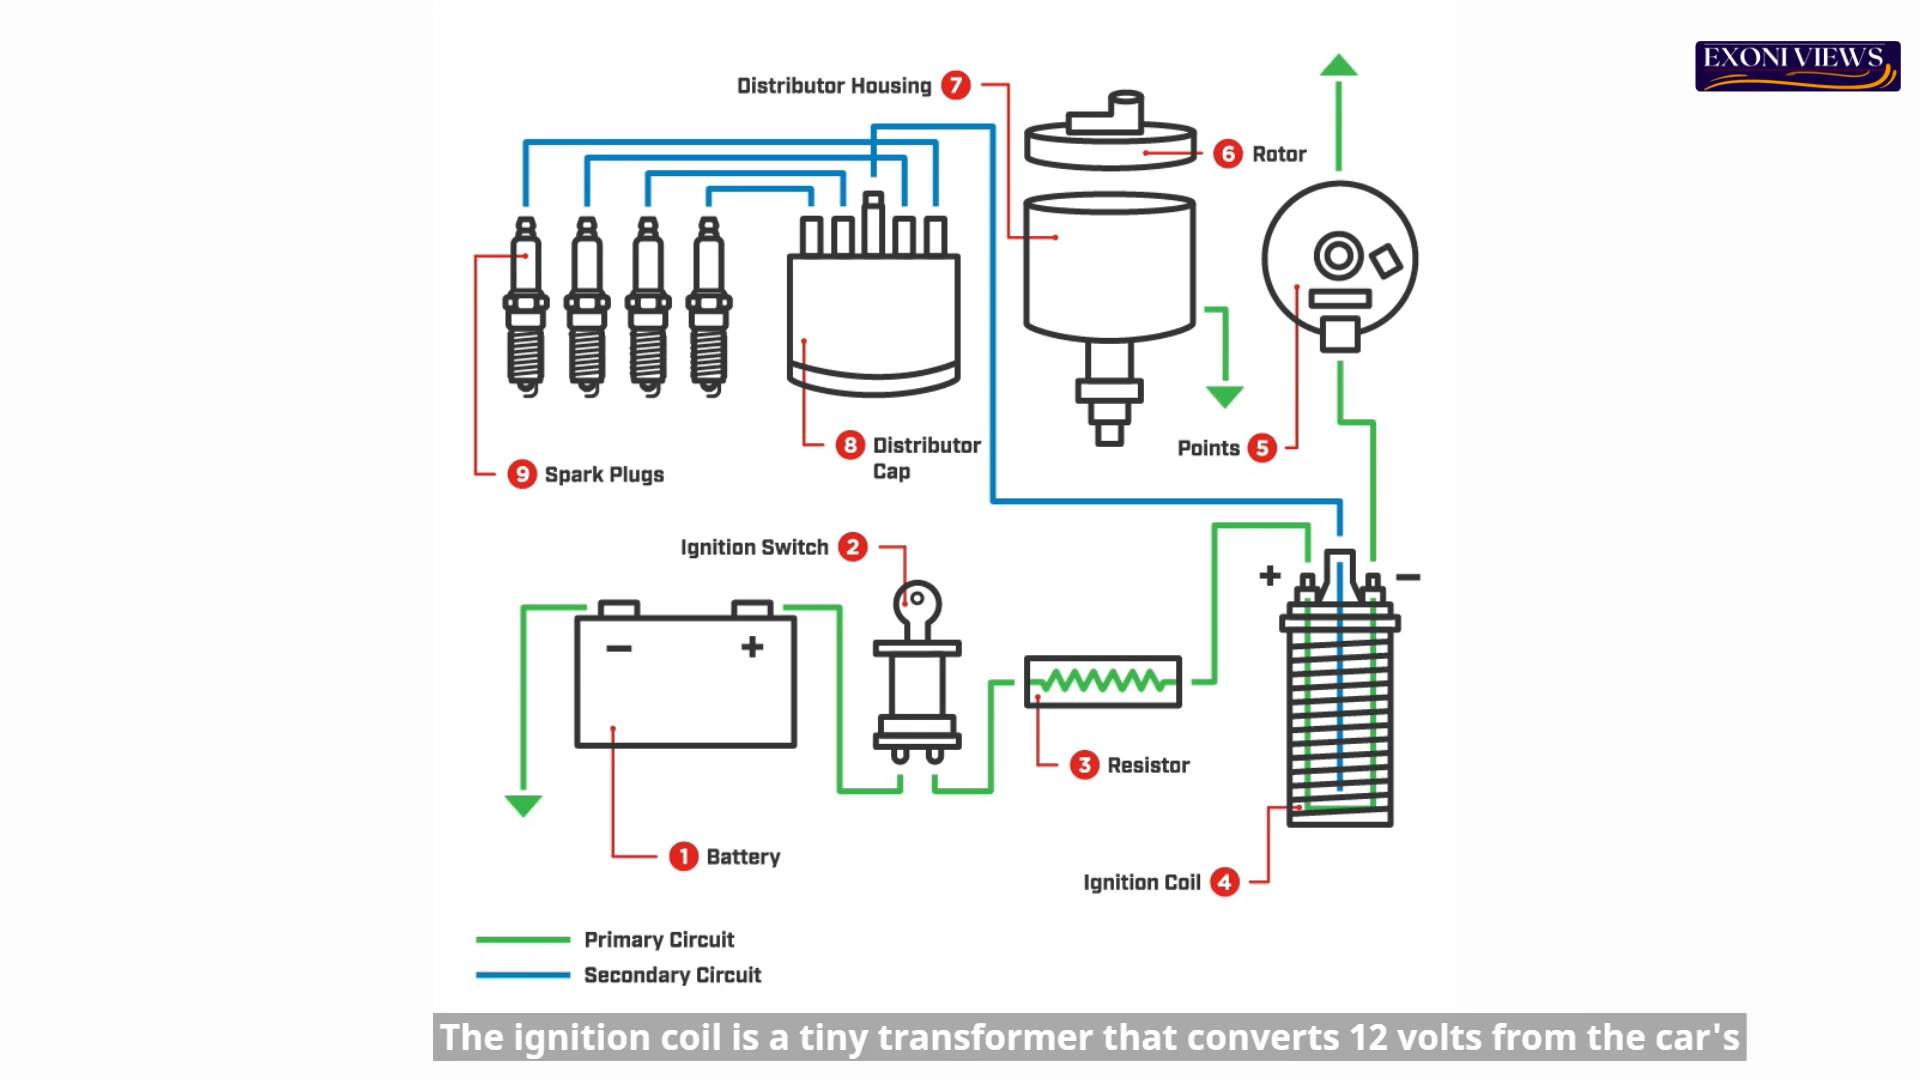 EXONI VIEWS
Distributor Housing 7
6 Rotor
Points 5
8 Distributor
Cap
9 Spark Plugs
Ignition Switch 2
+ −
− +
3 Resistor
1 Battery
Ignition Coil 4
Primary Circuit
Secondary Circuit
The ignition coil is a tiny transformer that converts 12 volts from the car's